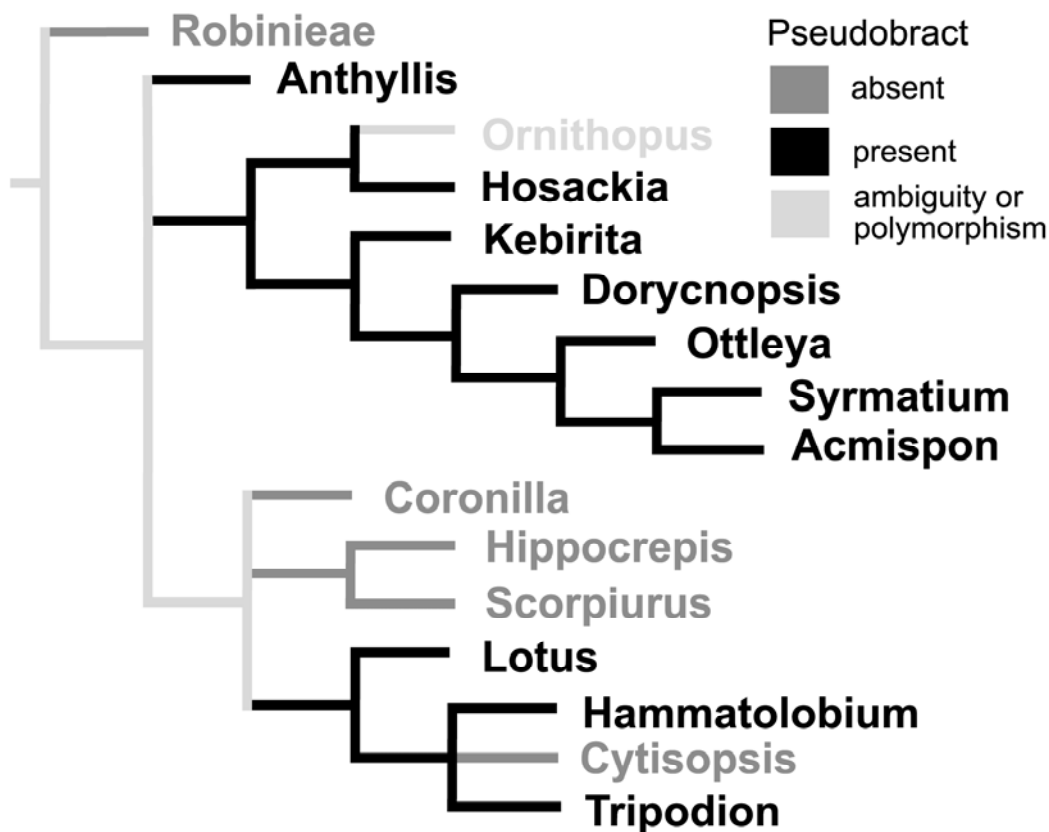 Robinieae
Anthyllis
Ornithopus
Hosackia
Kebirita
Dorycnopsis
Ottleya
Syrmatium
Acmispon
Coronilla
Hippocrepis
Scorpiurus
Lotus
Hammatolobium
Cytisopsis
Tripodion
Pseudobract
absent
present
ambiguity or
polymorphism